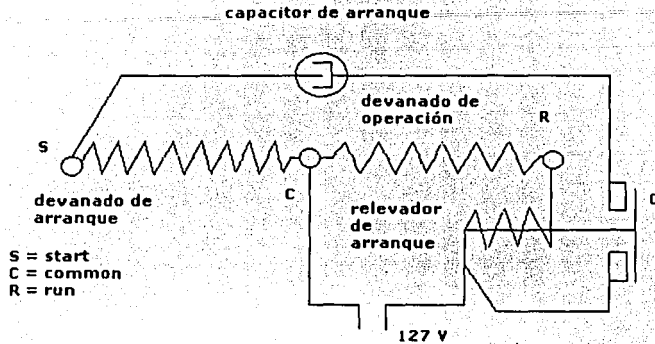 capacitor de arranque
devanado de
operación
R
S
C
devanado de
arranque
relevador
de
arranque
S = start
C = common
R = run
127 V